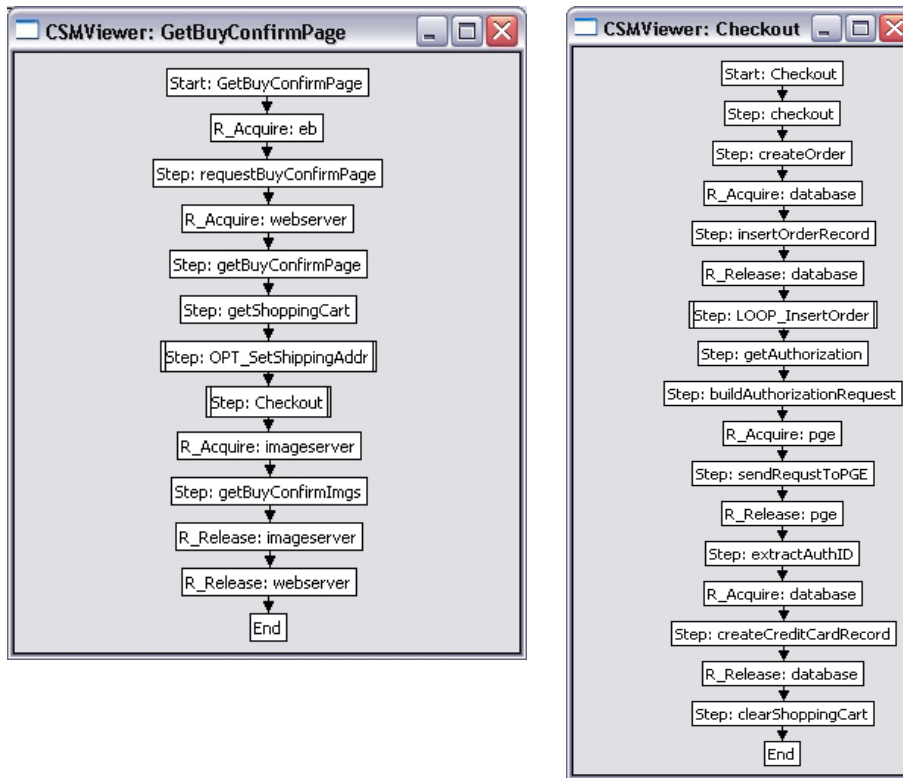 CSMViewer: GetBuyConfirmPage
Start: GetBuyConfirmPage
R_Acquire: eb
Step: requestBuyConfirmPage
R_Acquire: webserver
Step: getBuyConfirmPage
Step: getShoppingCart
Step: OPT_SetShippingAddr
Step: Checkout
R_Acquire: imageserver
Step: getBuyConfirmImgs
R_Release: imageserver
R_Release: webserver
End
CSMViewer: Checkout
Start: Checkout
Step: checkout
Step: createOrder
R_Acquire: database
Step: insertOrderRecord
R_Release: database
Step: LOOP_InsertOrder
Step: getAuthorization
Step: buildAuthorizationRequest
R_Acquire: pge
Step: sendRequstToPGE
R_Release: pge
Step: extractAuthID
R_Acquire: database
Step: createCreditCardRecord
R_Release: database
Step: clearShoppingCart
End